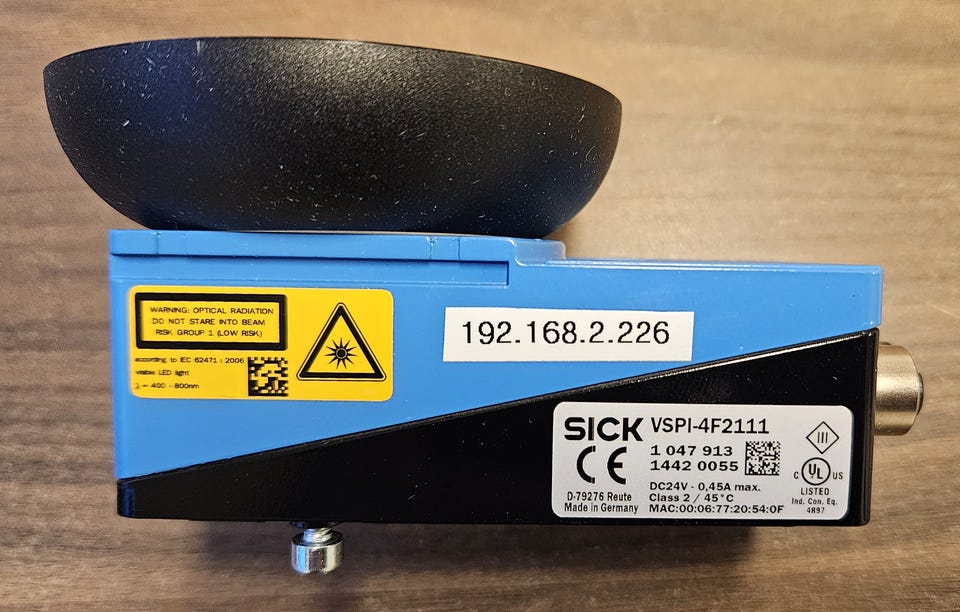 WARNING: OPTICAL RADIATION
DO NOT STARE INTO BEAM
RISK GROUP 1 (LOW RISK)
according to IEC 62471 : 2006
visible LED light
λ = 400 - 800nm
192.168.2.226
SICK VSPI-4F2111
CE
1 047 913
1442 0055
DC24V - 0,45A max.
D-79276 Reute Class 2 / 45°C
Made in Germany MAC:00:06:77:20:54:0F
III
C UL US
LISTED
Ind. Con. Eq.
4R97